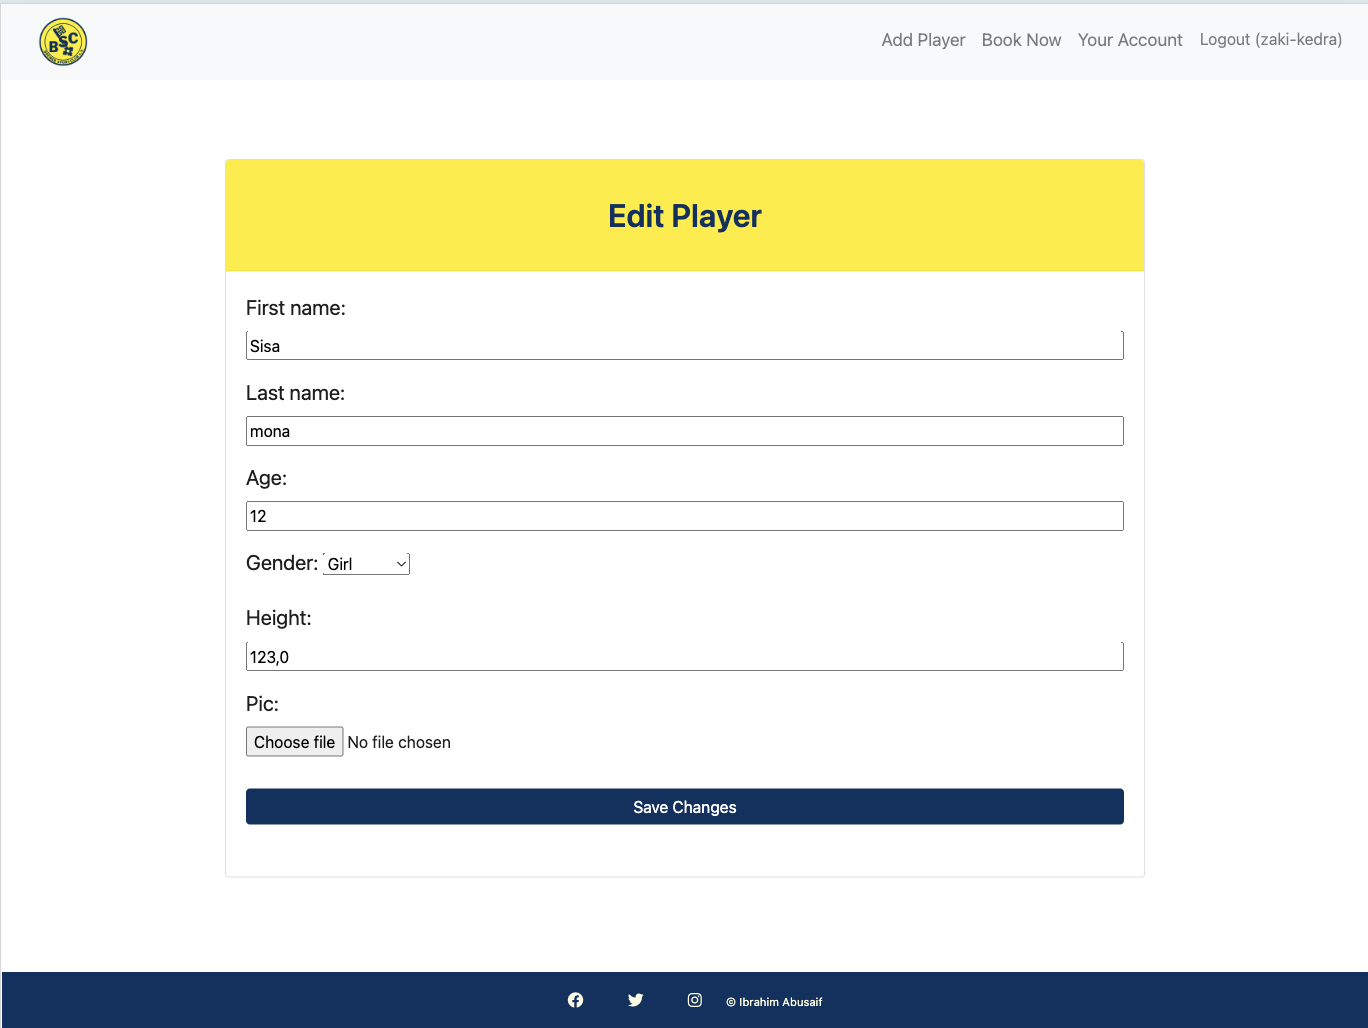 BSC
Add Player Book Now Your Account Logout (zaki-kedra)
Edit Player
First name:
Sisa
Last name:
mona
Age:
12
Gender: Girl
Height:
123,0
Pic:
Choose file No file chosen
Save Changes
© Ibrahim Abusaif